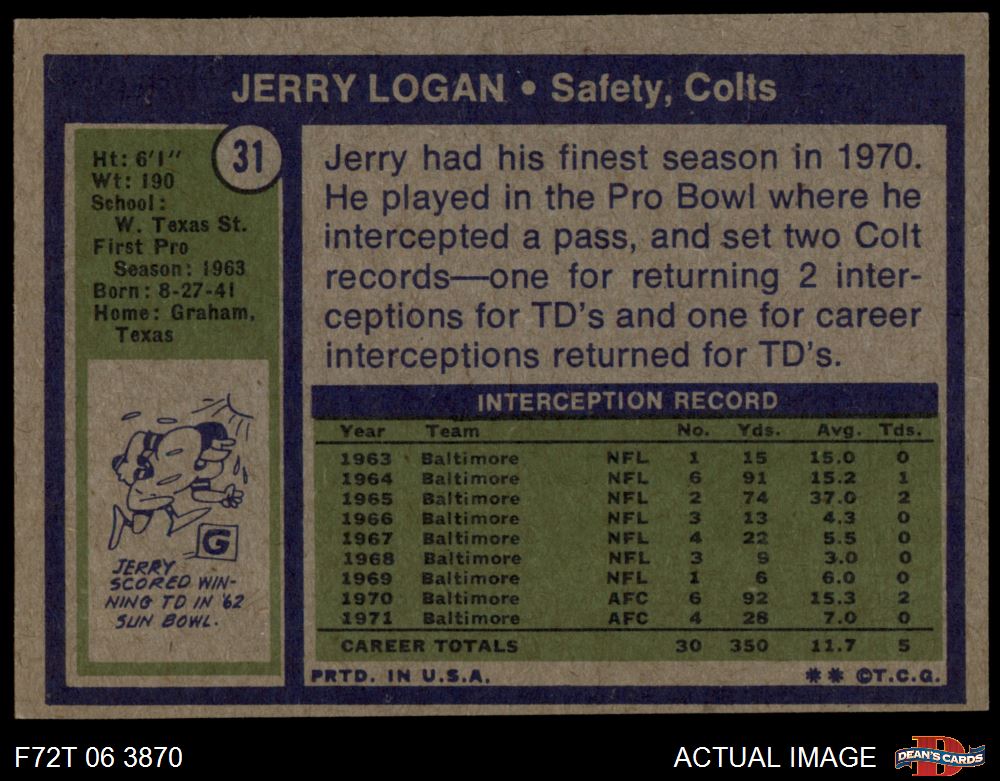 JERRY LOGAN • Safety, Colts
31
Ht: 6'1"
Wt: 190
School:
W. Texas St.
First Pro
Season: 1963
Born: 8-27-41
Home: Graham,
Texas
G
JERRY
SCORED WIN-
NING TD IN '62
SUN BOWL.
Jerry had his finest season in 1970.
He played in the Pro Bowl where he
intercepted a pass, and set two Colt
records—one for returning 2 inter-
ceptions for TD's and one for career
interceptions returned for TD's.
INTERCEPTION RECORD
Year Team No. Yds. Avg. Tds.
1963 Baltimore NFL 1 15 15.0 0
1964 Baltimore NFL 6 91 15.2 1
1965 Baltimore NFL 2 74 37.0 2
1966 Baltimore NFL 3 13 4.3 0
1967 Baltimore NFL 4 22 5.5 0
1968 Baltimore NFL 3 9 3.0 0
1969 Baltimore NFL 1 6 6.0 0
1970 Baltimore AFC 6 92 15.3 2
1971 Baltimore AFC 4 28 7.0 0
CAREER TOTALS 30 350 11.7 5
PRTD. IN U.S.A. ** ©T.C.G.
F72T 06 3870
ACTUAL IMAGE
D
DEAN'S CARDS